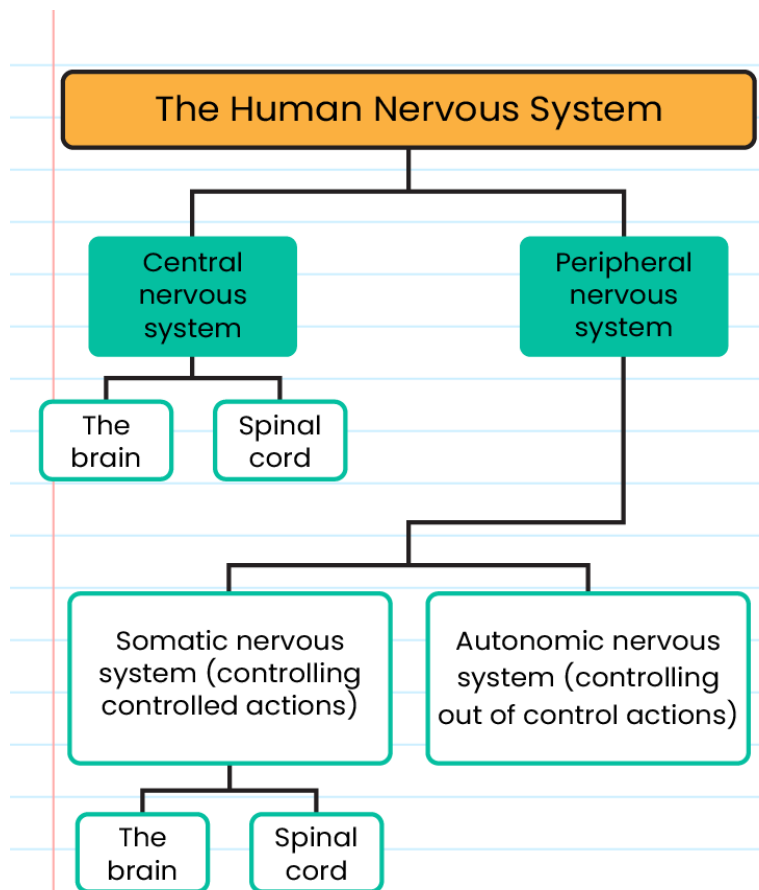 The Human Nervous System
Central
nervous
system
Peripheral
nervous
system
The
brain
Spinal
cord
Somatic nervous
system (controlling
controlled actions)
Autonomic nervous
system (controlling
out of control actions)
The
brain
Spinal
cord